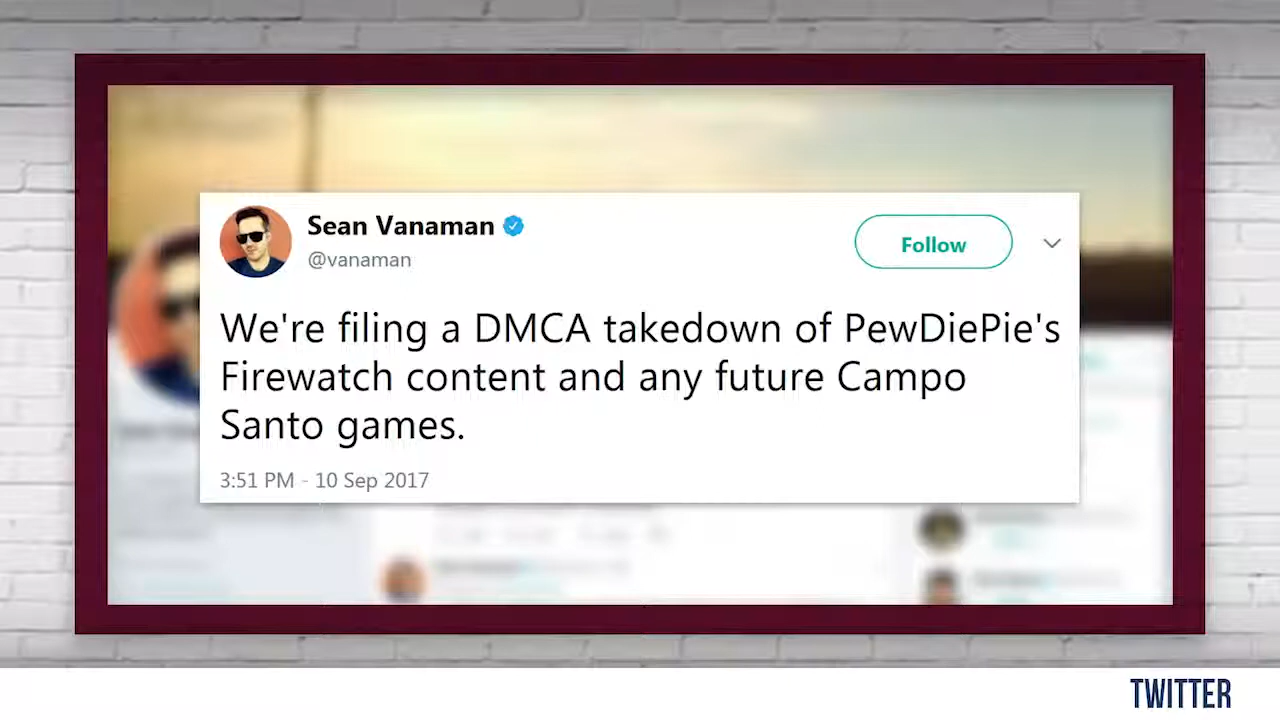 Sean Vanaman
@vanaman
Follow
We're filing a DMCA takedown of PewDiePie's
Firewatch content and any future Campo
Santo games.
3:51 PM - 10 Sep 2017
TWITTER